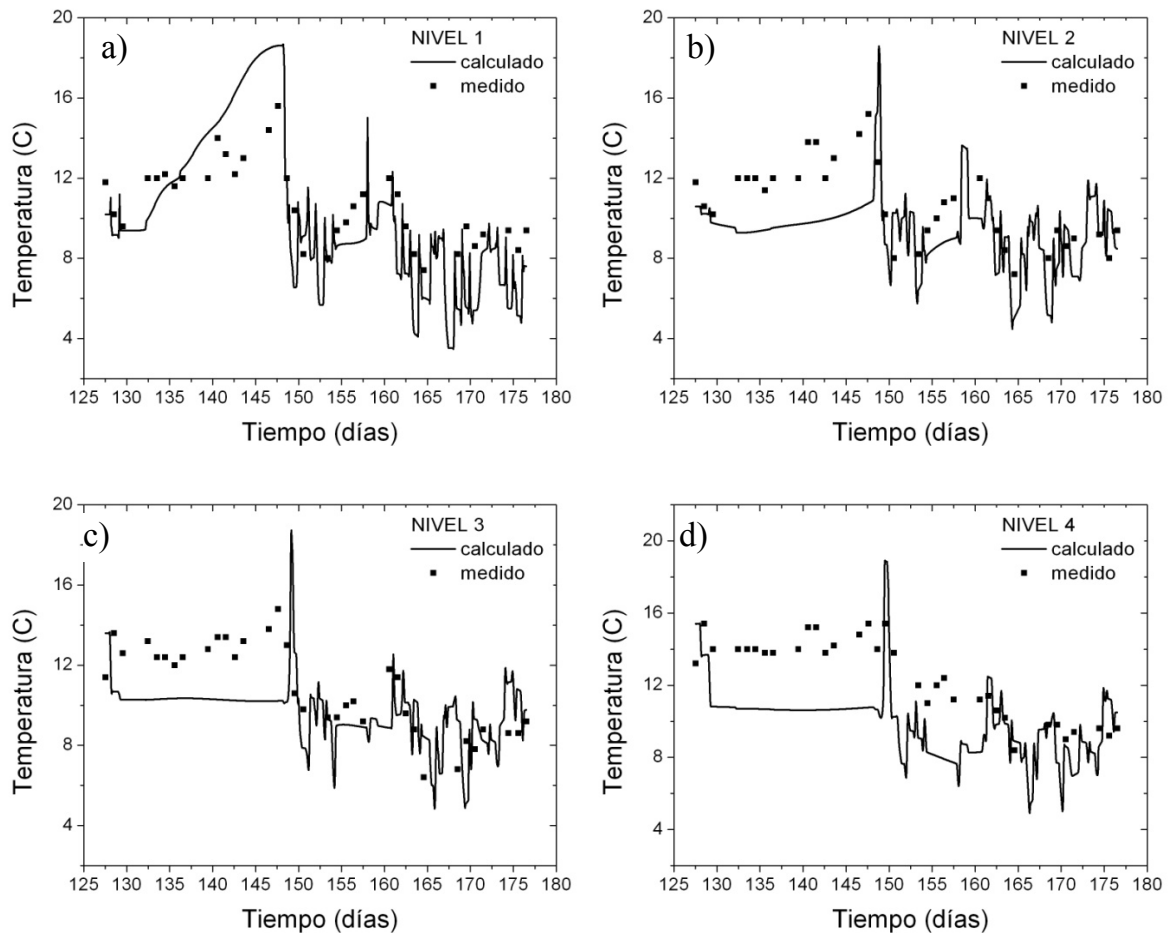 a)
NIVEL 1
calculado
medido
Temperatura (C)
20
16
12
8
4
125 130 135 140 145 150 155 160 165 170 175 180
Tiempo (días)
b)
NIVEL 2
calculado
medido
Temperatura (C)
20
16
12
8
4
125 130 135 140 145 150 155 160 165 170 175 180
Tiempo (días)
c)
NIVEL 3
calculado
medido
Temperatura (C)
20
16
12
8
4
125 130 135 140 145 150 155 160 165 170 175 180
Tiempo (días)
d)
NIVEL 4
calculado
medido
Temperatura (C)
20
16
12
8
4
125 130 135 140 145 150 155 160 165 170 175 180
Tiempo (días)